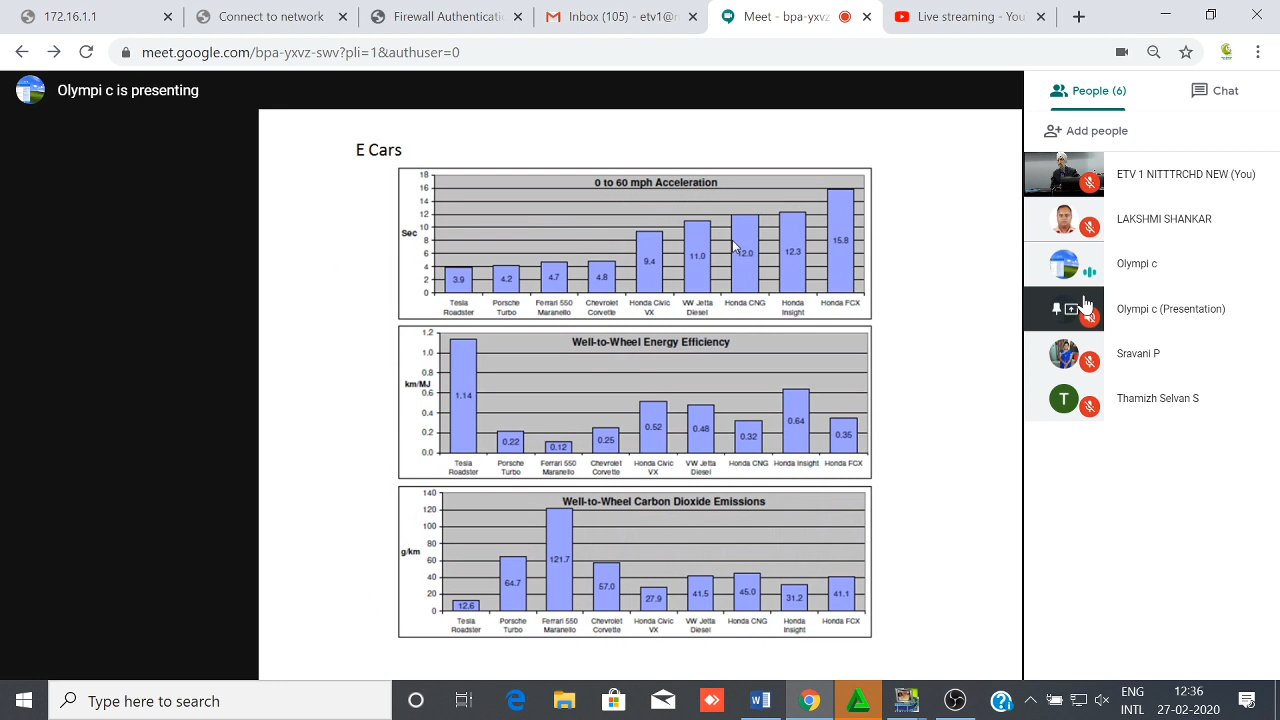 172.16.1.1
Connect to network
Firewall Authenticati
Inbox (105) - etv1@n
Meet - bpa-yxvz
Live streaming - You
meet.google.com/bpa-yxvz-swv?pli=1&authuser=0
Olympi c is presenting
People (6)
Chat
Add people
ETV 1 NITTTRCHD NEW (You)
LAKSHMI SHANKAR
Olympi c
Olympi c (Presentation)
Sravani P
T
Thamizh Selvan S
E Cars
0 to 60 mph Acceleration
18
16
14
12
10
8
6
4
2
0
Sec
3.9
4.2
4.7
4.8
9.4
11.0
12.0
12.3
15.8
Tesla Roadster
Porsche Turbo
Ferrari 550 Maranello
Chevrolet Corvette
Honda Civic VX
VW Jetta Diesel
Honda CNG
Honda Insight
Honda FCX
Well-to-Wheel Energy Efficiency
1.2
1.0
0.8
0.6
0.4
0.2
0.0
km/MJ
1.14
0.22
0.12
0.25
0.52
0.48
0.32
0.64
0.35
Tesla Roadster
Porsche Turbo
Ferrari 550 Maranello
Chevrolet Corvette
Honda Civic VX
VW Jetta Diesel
Honda CNG
Honda Insight
Honda FCX
Well-to-Wheel Carbon Dioxide Emissions
140
120
100
80
60
40
20
0
g/km
12.6
64.7
121.7
57.0
27.9
41.5
45.0
31.2
41.1
Tesla Roadster
Porsche Turbo
Ferrari 550 Maranello
Chevrolet Corvette
Honda Civic VX
VW Jetta Diesel
Honda CNG
Honda Insight
Honda FCX
Type here to search
ENG
INTL
12:36
27-02-2020